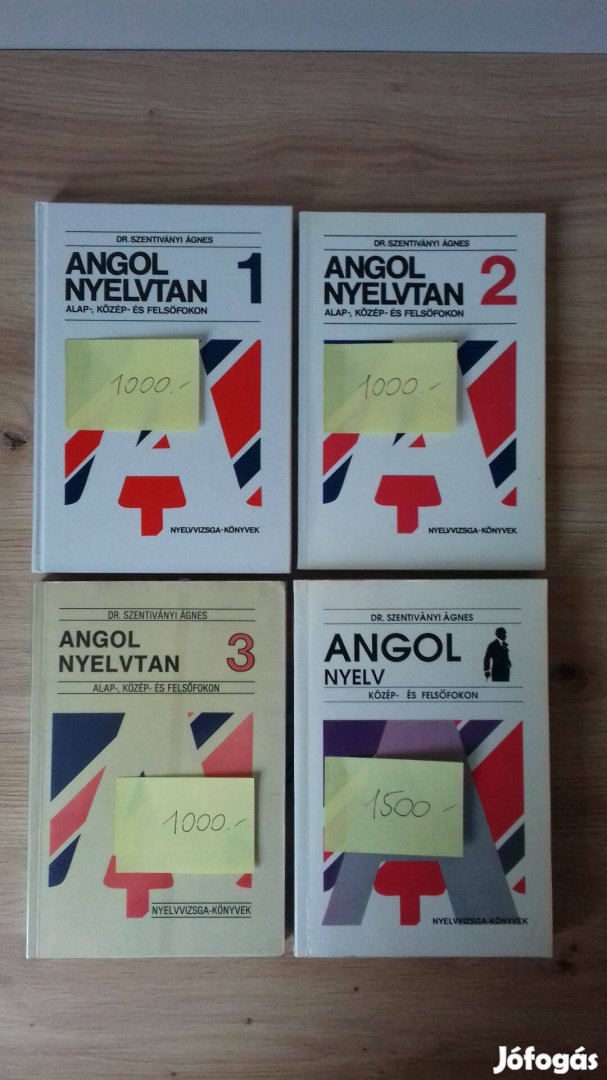 DR. SZENTIVÁNYI ÁGNES
ANGOL 1
NYELVTAN
ALAP-, KÖZÉP- ÉS FELSŐFOKON
1000.-
NYELVVIZSGA-KÖNYVEK
DR. SZENTIVÁNYI ÁGNES
ANGOL 2
NYELVTAN
ALAP-, KÖZÉP- ÉS FELSŐFOKON
1000.-
NYELVVIZSGA-KÖNYVEK
DR. SZENTIVÁNYI ÁGNES
ANGOL 3
NYELVTAN
ALAP-, KÖZÉP- ÉS FELSŐFOKON
1000.-
NYELVVIZSGA-KÖNYVEK
DR. SZENTIVÁNYI ÁGNES
ANGOL
NYELV
KÖZÉP- ÉS FELSŐFOKON
1500-
NYELVVIZSGA-KÖNYVEK
Jófogás